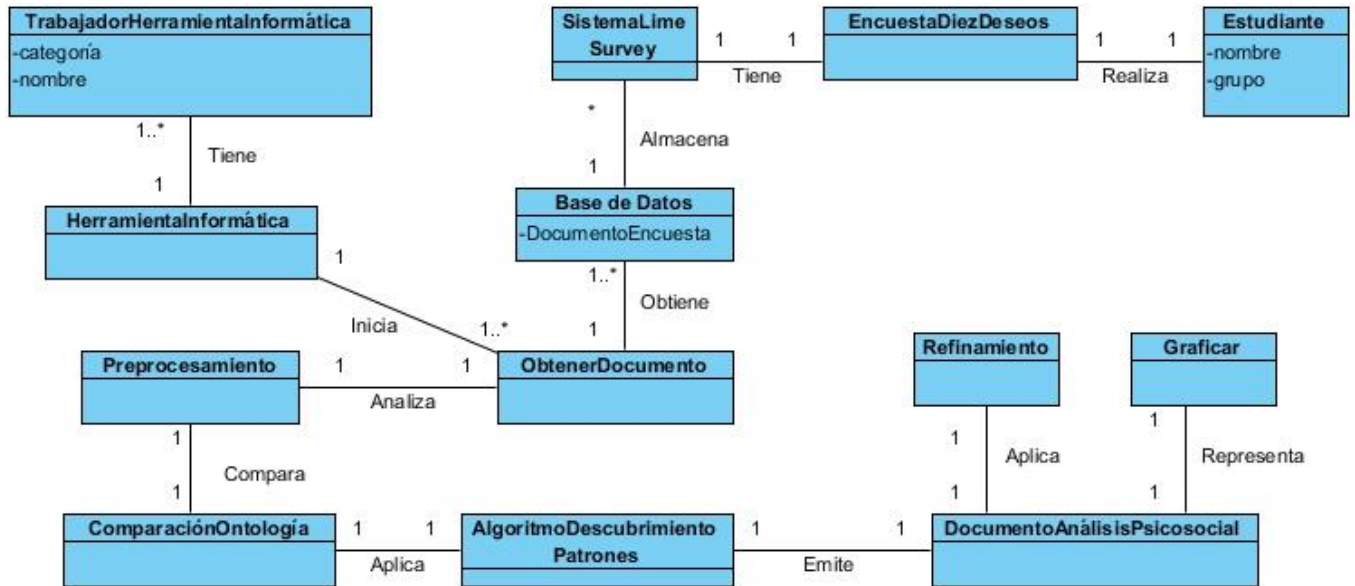 TrabajadorHerramientaInformática
-categoría
-nombre
SistemaLime
Survey
EncuestaDiezDeseos
Estudiante
-nombre
-grupo
1 1
Tiene
1 1
Realiza
1..*
Tiene
1
*
Almacena
1
HerramientaInformática
Base de Datos
-DocumentoEncuesta
1
Inicia
1..*
1..*
Obtiene
1
Preprocesamiento
1 1
Analiza
ObtenerDocumento
Refinamiento
Graficar
1
Compara
1
1
Aplica
1
1
Representa
1
ComparaciónOntología
1 1
Aplica
AlgoritmoDescubrimiento
Patrones
1 1
Emite
DocumentoAnálisisPsicosocial